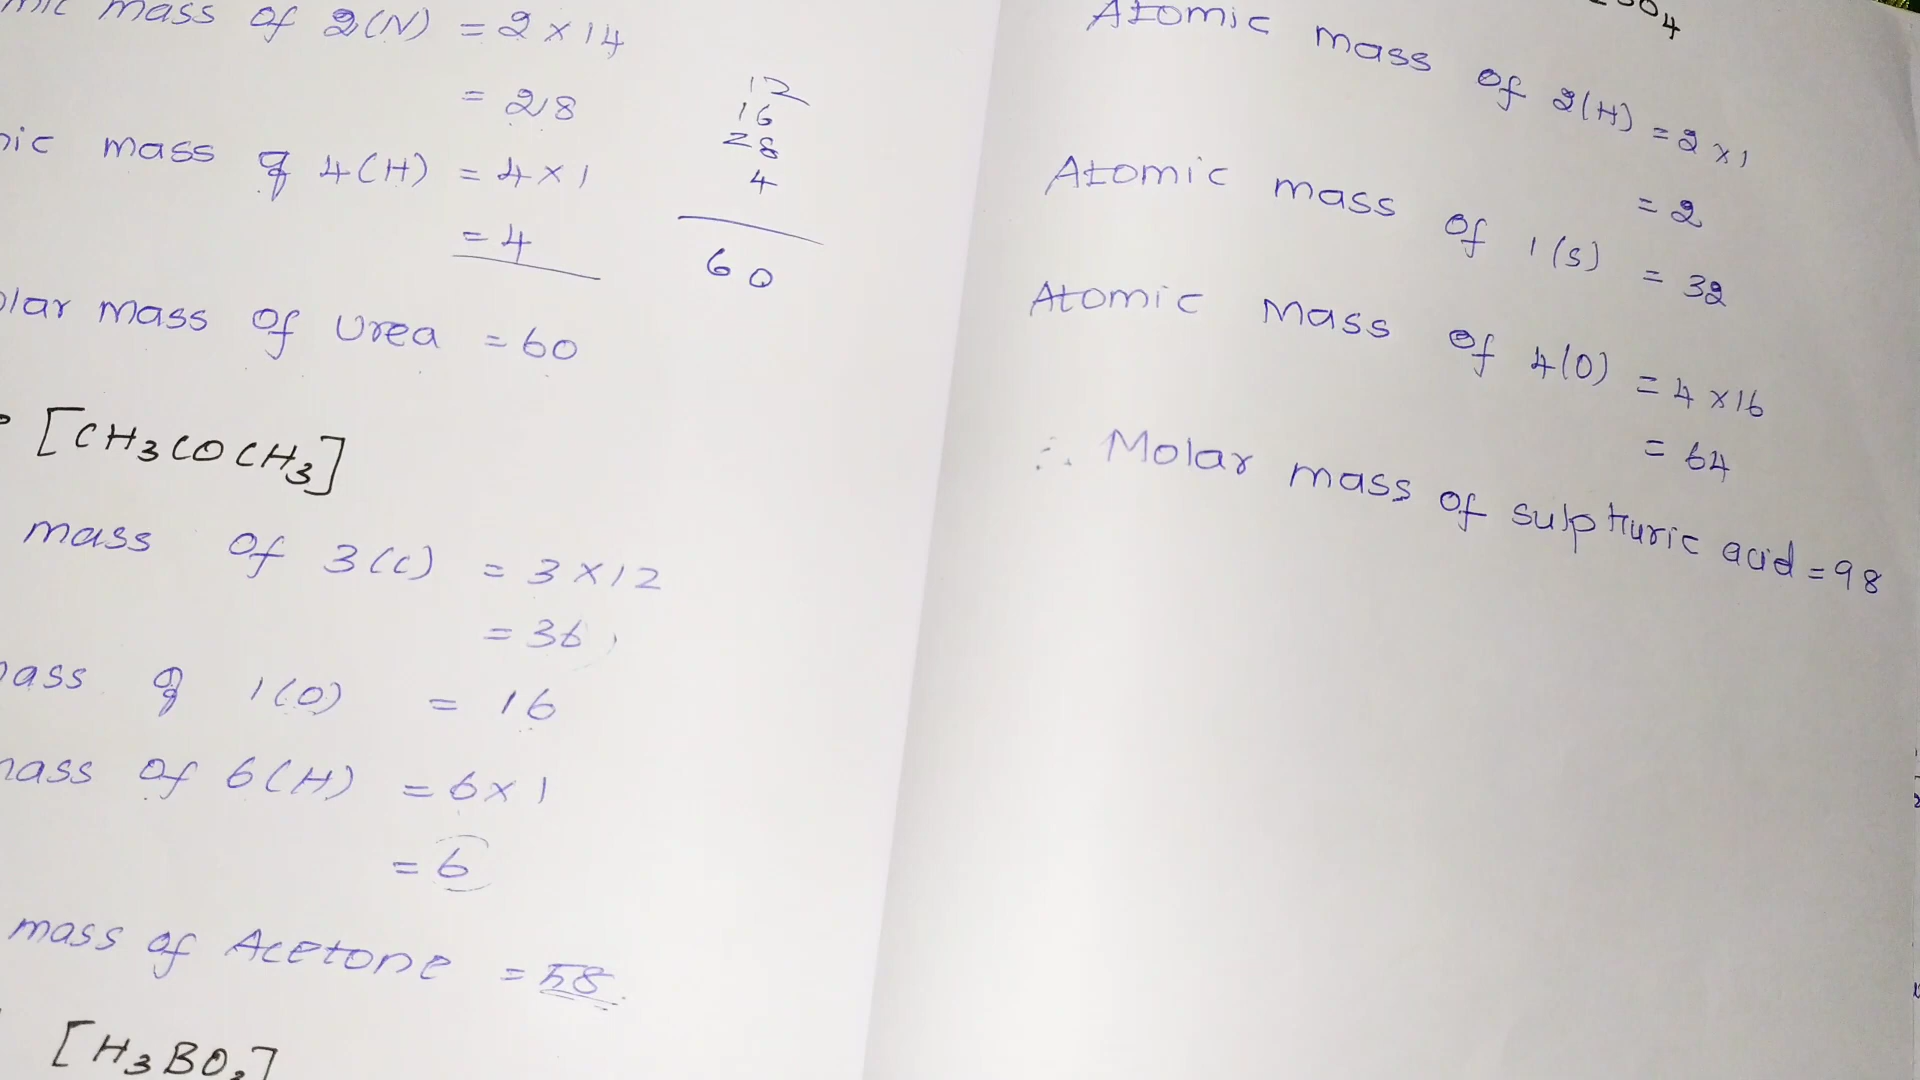 mass of 2(N) = 2 × 14
= 28
mass of 4(H) = 4 × 1
= 4
12
16
28
4
60
mass of urea = 60
[CH3COCH3]
mass of 3(C) = 3 × 12
= 36
of 1(O) = 16
of 6(H) = 6 × 1
= 6
mass of Acetone = 58
[H3BO3]
Atomic mass of 2(H) = 2 × 1
= 2
Atomic mass of 1(S) = 32
Atomic Mass of 4(O) = 4 × 16
= 64
∴ Molar mass of sulphuric acid = 98